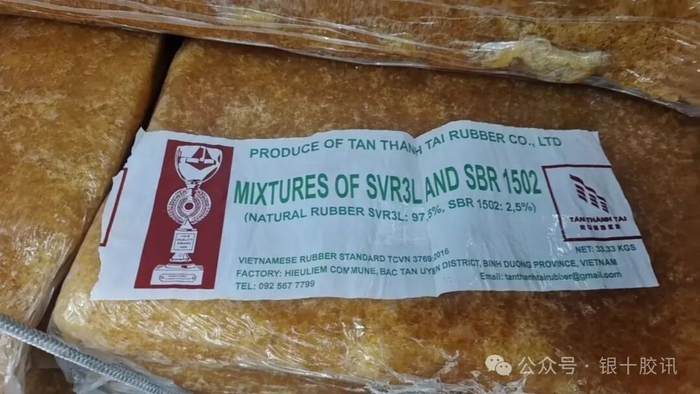 PRODUCE OF TAN THANH TAI RUBBER CO., LTD
MIXTURES OF SVR3L AND SBR 1502
(NATURAL RUBBER SVR3L: 97,5%, SBR 1502: 2,5%)
TANTHANH TAI
NET: 33.33 KGS
VIETNAMESE RUBBER STANDARD TCVN 3769:2016
FACTORY: HIEULIEM COMMUNE, BAC TAN UYEN DISTRICT, BINH DUONG PROVINCE, VIETNAM
TEL: 092 567 7799
Email: tanthanhtairubber@gmail.com
公众号 · 银十胶讯